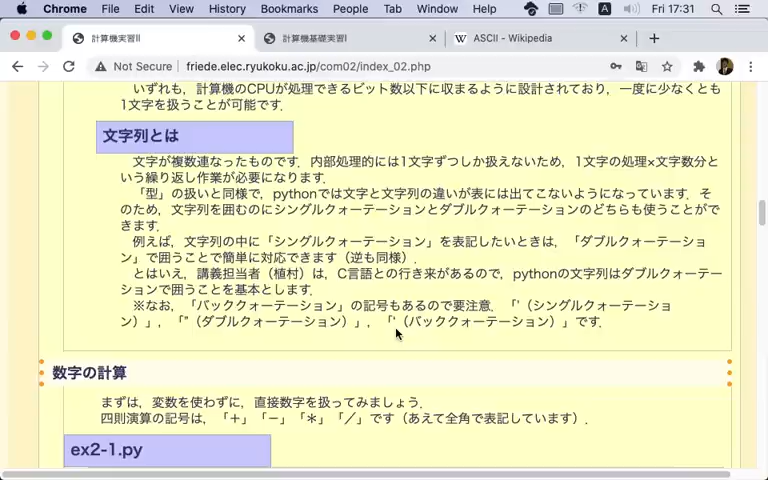 Chrome File Edit View History Bookmarks People Tab Window Help A Fri 17:31
計算機実習II 計算機基礎実習I W ASCII - Wikipedia
Not Secure friede.elec.ryukoku.ac.jp/com02/index_02.php
いずれも，計算機のCPUが処理できるビット数以下に収まるように設計されており，一度に少なくとも
1文字を扱うことが可能です．
文字列とは
文字が複数連なったものです．内部処理的には1文字ずつしか扱えないため，1文字の処理×文字数分と
いう繰り返し作業が必要になります．
「型」の扱いと同様で，pythonでは文字と文字列の違いが表には出てこないようになっています．そ
のため，文字列を囲むのにシングルクォーテーションとダブルクォーテーションのどちらも使うことがで
きます．
例えば，文字列の中に「シングルクォーテーション」を表記したいときは，「ダブルクォーテーショ
ン」で囲うことで簡単に対応できます（逆も同様）．
とはいえ，講義担当者（植村）は，C言語との行き来があるので，pythonの文字列はダブルクォーテー
ションで囲うことを基本とします．
※なお，「バッククォーテーション」の記号もあるので要注意．「'（シングルクォーテーショ
ン）」，「"（ダブルクォーテーション）」，「`（バッククォーテーション）」です．
数字の計算
まずは，変数を使わずに，直接数字を扱ってみましょう．
四則演算の記号は，「＋」「－」「＊」「／」です（あえて全角で表記しています）．
ex2-1.py